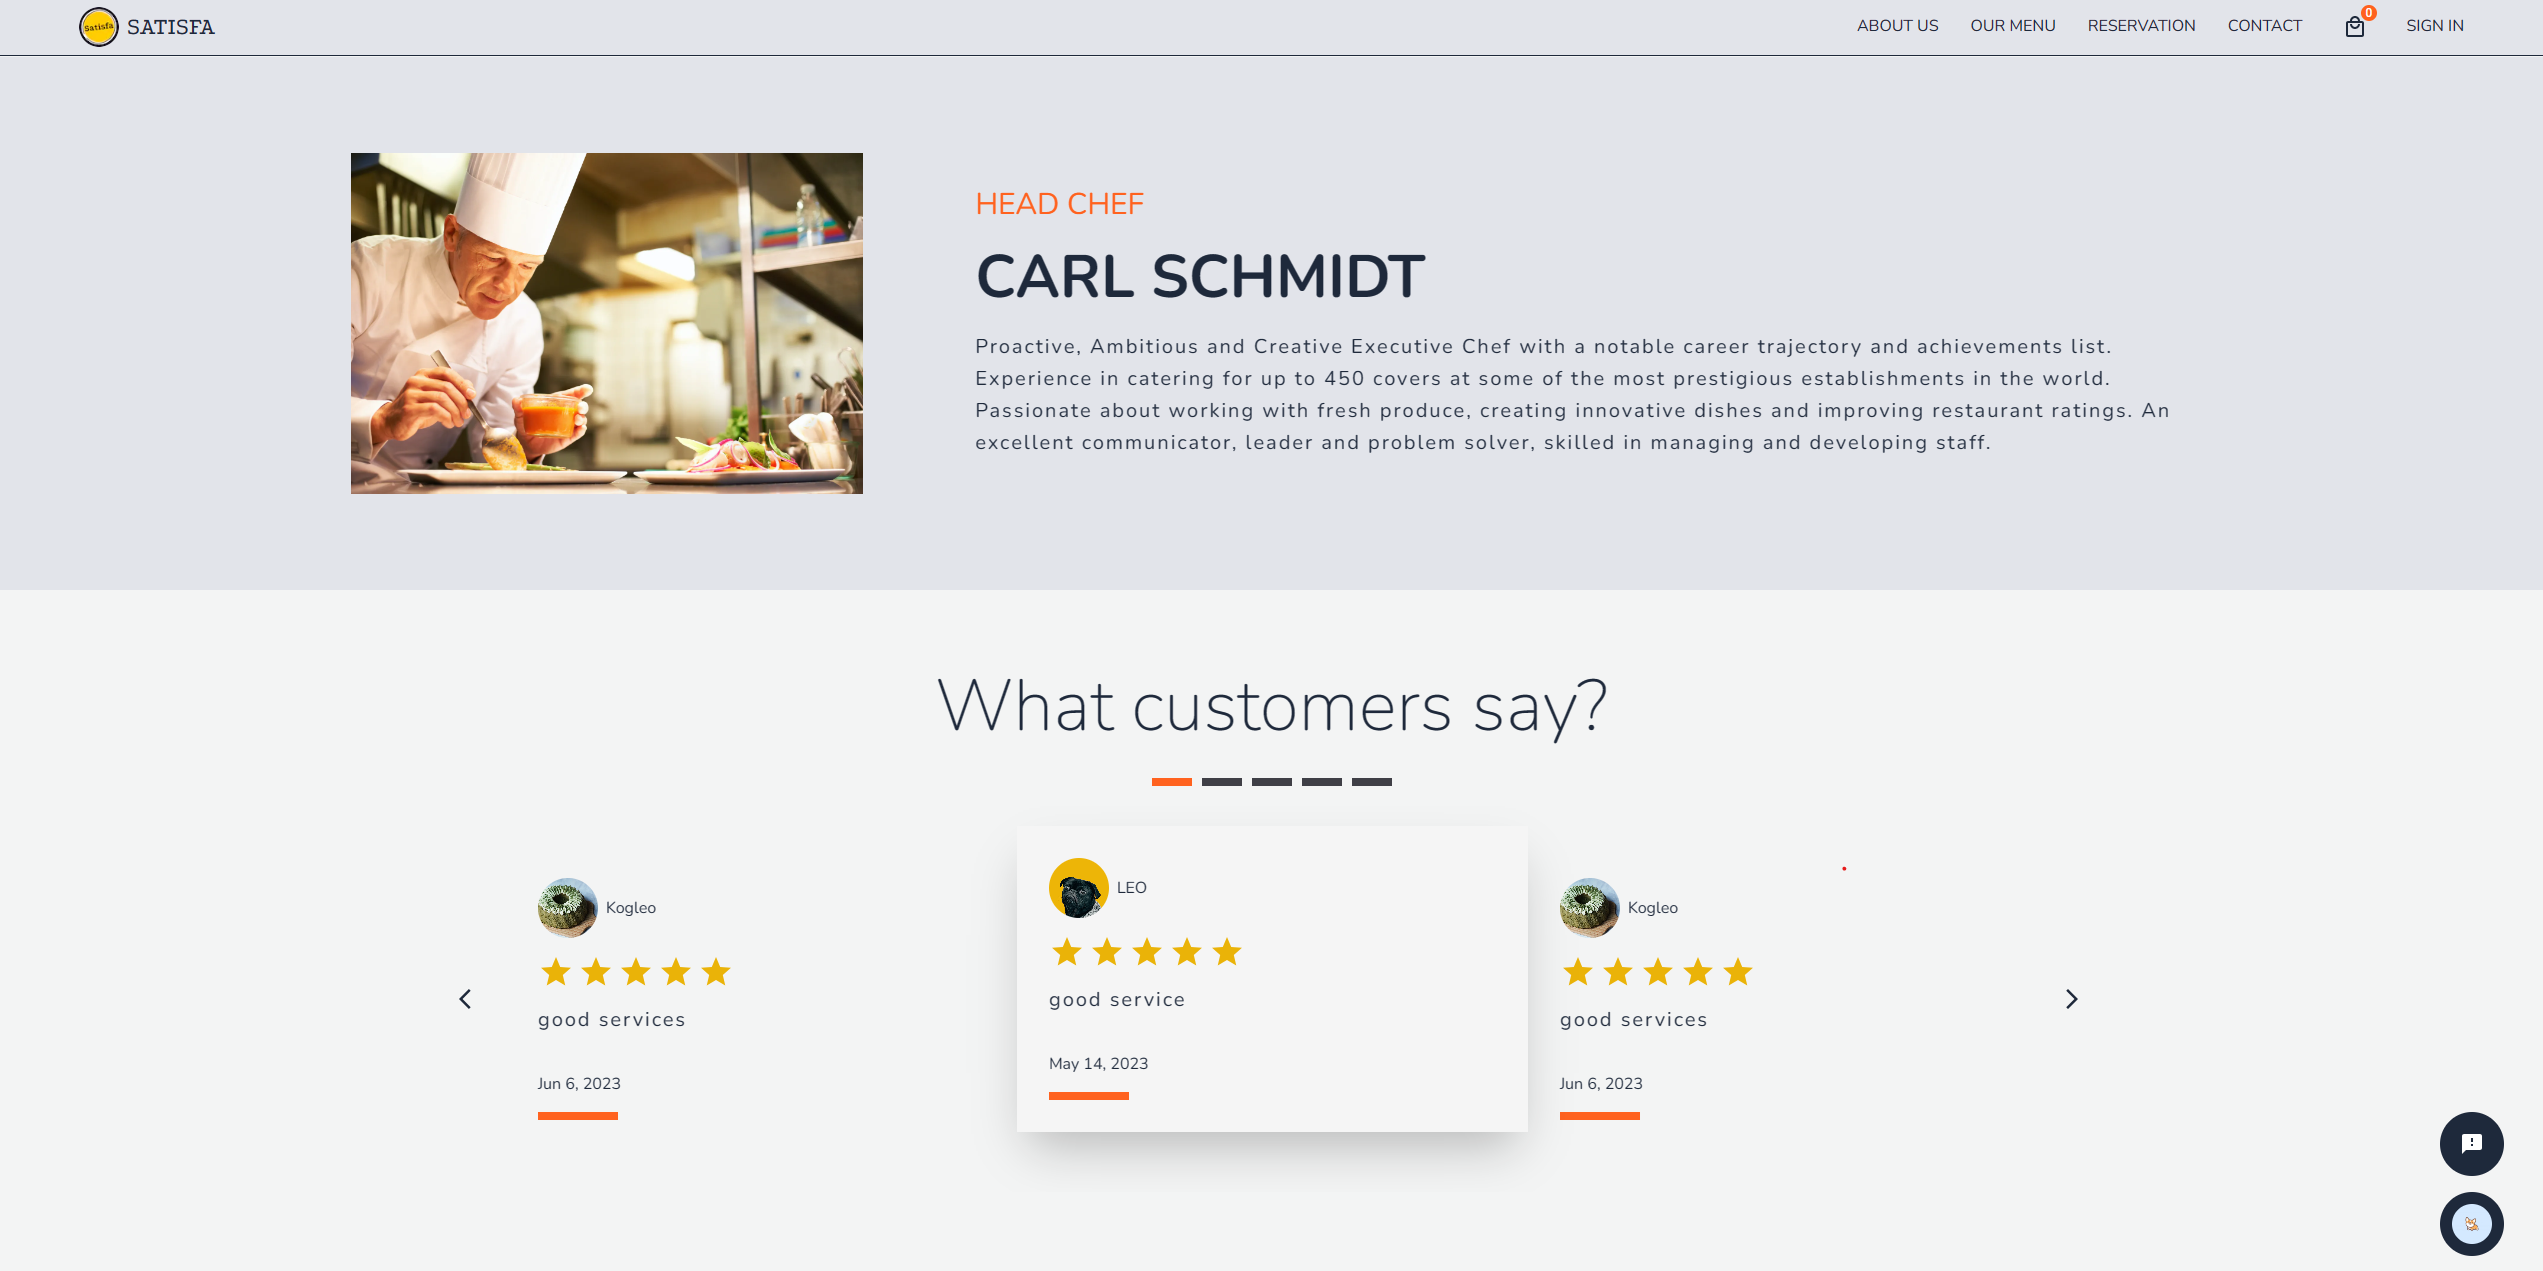 Satisfa
SATISFA
ABOUT US
OUR MENU
RESERVATION
CONTACT
0
SIGN IN
HEAD CHEF
CARL SCHMIDT
Proactive, Ambitious and Creative Executive Chef with a notable career trajectory and achievements list.
Experience in catering for up to 450 covers at some of the most prestigious establishments in the world.
Passionate about working with fresh produce, creating innovative dishes and improving restaurant ratings. An
excellent communicator, leader and problem solver, skilled in managing and developing staff.
What customers say?
Kogleo
good services
Jun 6, 2023
LEO
good service
May 14, 2023
Kogleo
good services
Jun 6, 2023